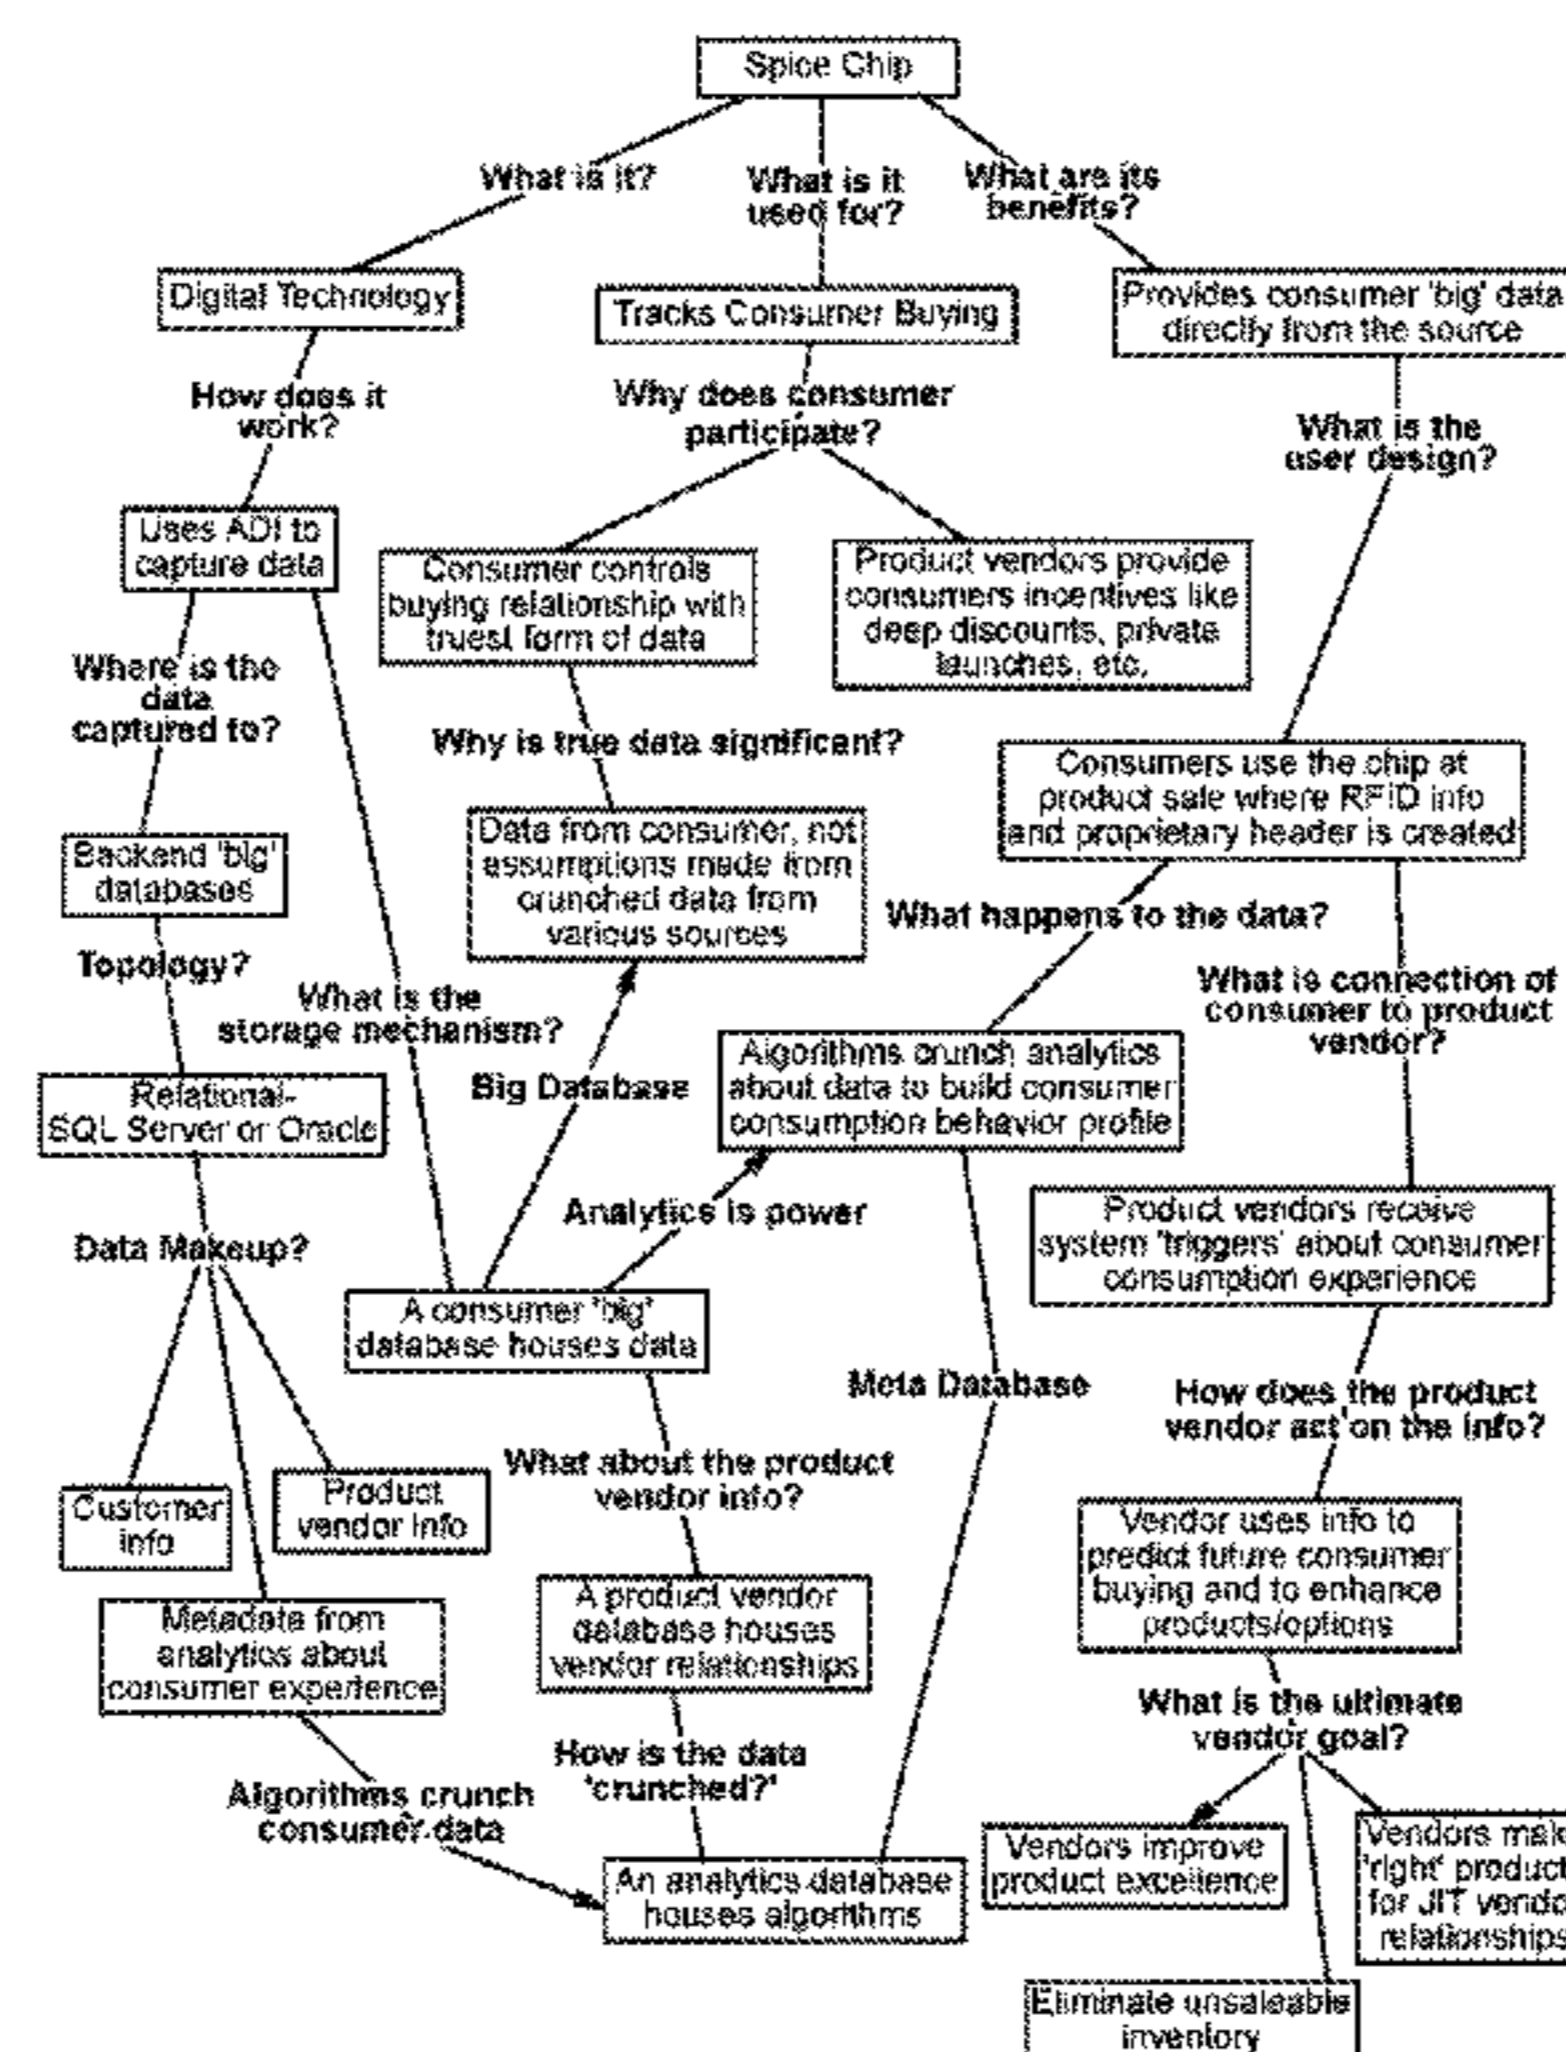 Spice Chip
What is it?
What is it
used for?
What are its
benefits?
Digital Technology
Tracks Consumer Buying
Provides consumer 'big' data
directly from the source
How does it
work?
Why does consumer
participate?
What is the
user design?
Uses ADI to
capture data
Consumer controls
buying relationship with
truest form of data
Product vendors provide
consumers incentives like
deep discounts, private
launches, etc.
Where is the
data
captured to?
Why is true data significant?
Consumers use the chip at
product sale where RFID info
and proprietary header is created
Backend 'big'
databases
Data from consumer, not
assumptions made from
crunched data from
various sources
What happens to the data?
Topology?
What is the
storage mechanism?
What is connection of
consumer to product
vendor?
Big Database
Algorithms crunch analytics
about data to build consumer
consumption behavior profile
Relational-
SQL Server or Oracle
Analytics is power
Product vendors receive
system 'triggers' about consumer
consumption experience
Data Makeup?
A consumer 'big'
database houses data
Meta Database
How does the product
vendor act on the info?
What about the product
vendor info?
Customer
info
Product
vendor info
Vendor uses info to
predict future consumer
buying and to enhance
products/options
A product vendor
database houses
vendor relationships
Metadata from
analytics about
consumer experience
What is the ultimate
vendor goal?
How is the data
'crunched?'
Algorithms crunch
consumer data
Vendors improve
product excellence
Vendors mak
'right' product
for JIT vendo
relationships
An analytics database
houses algorithms
Eliminate unsaleable
inventory